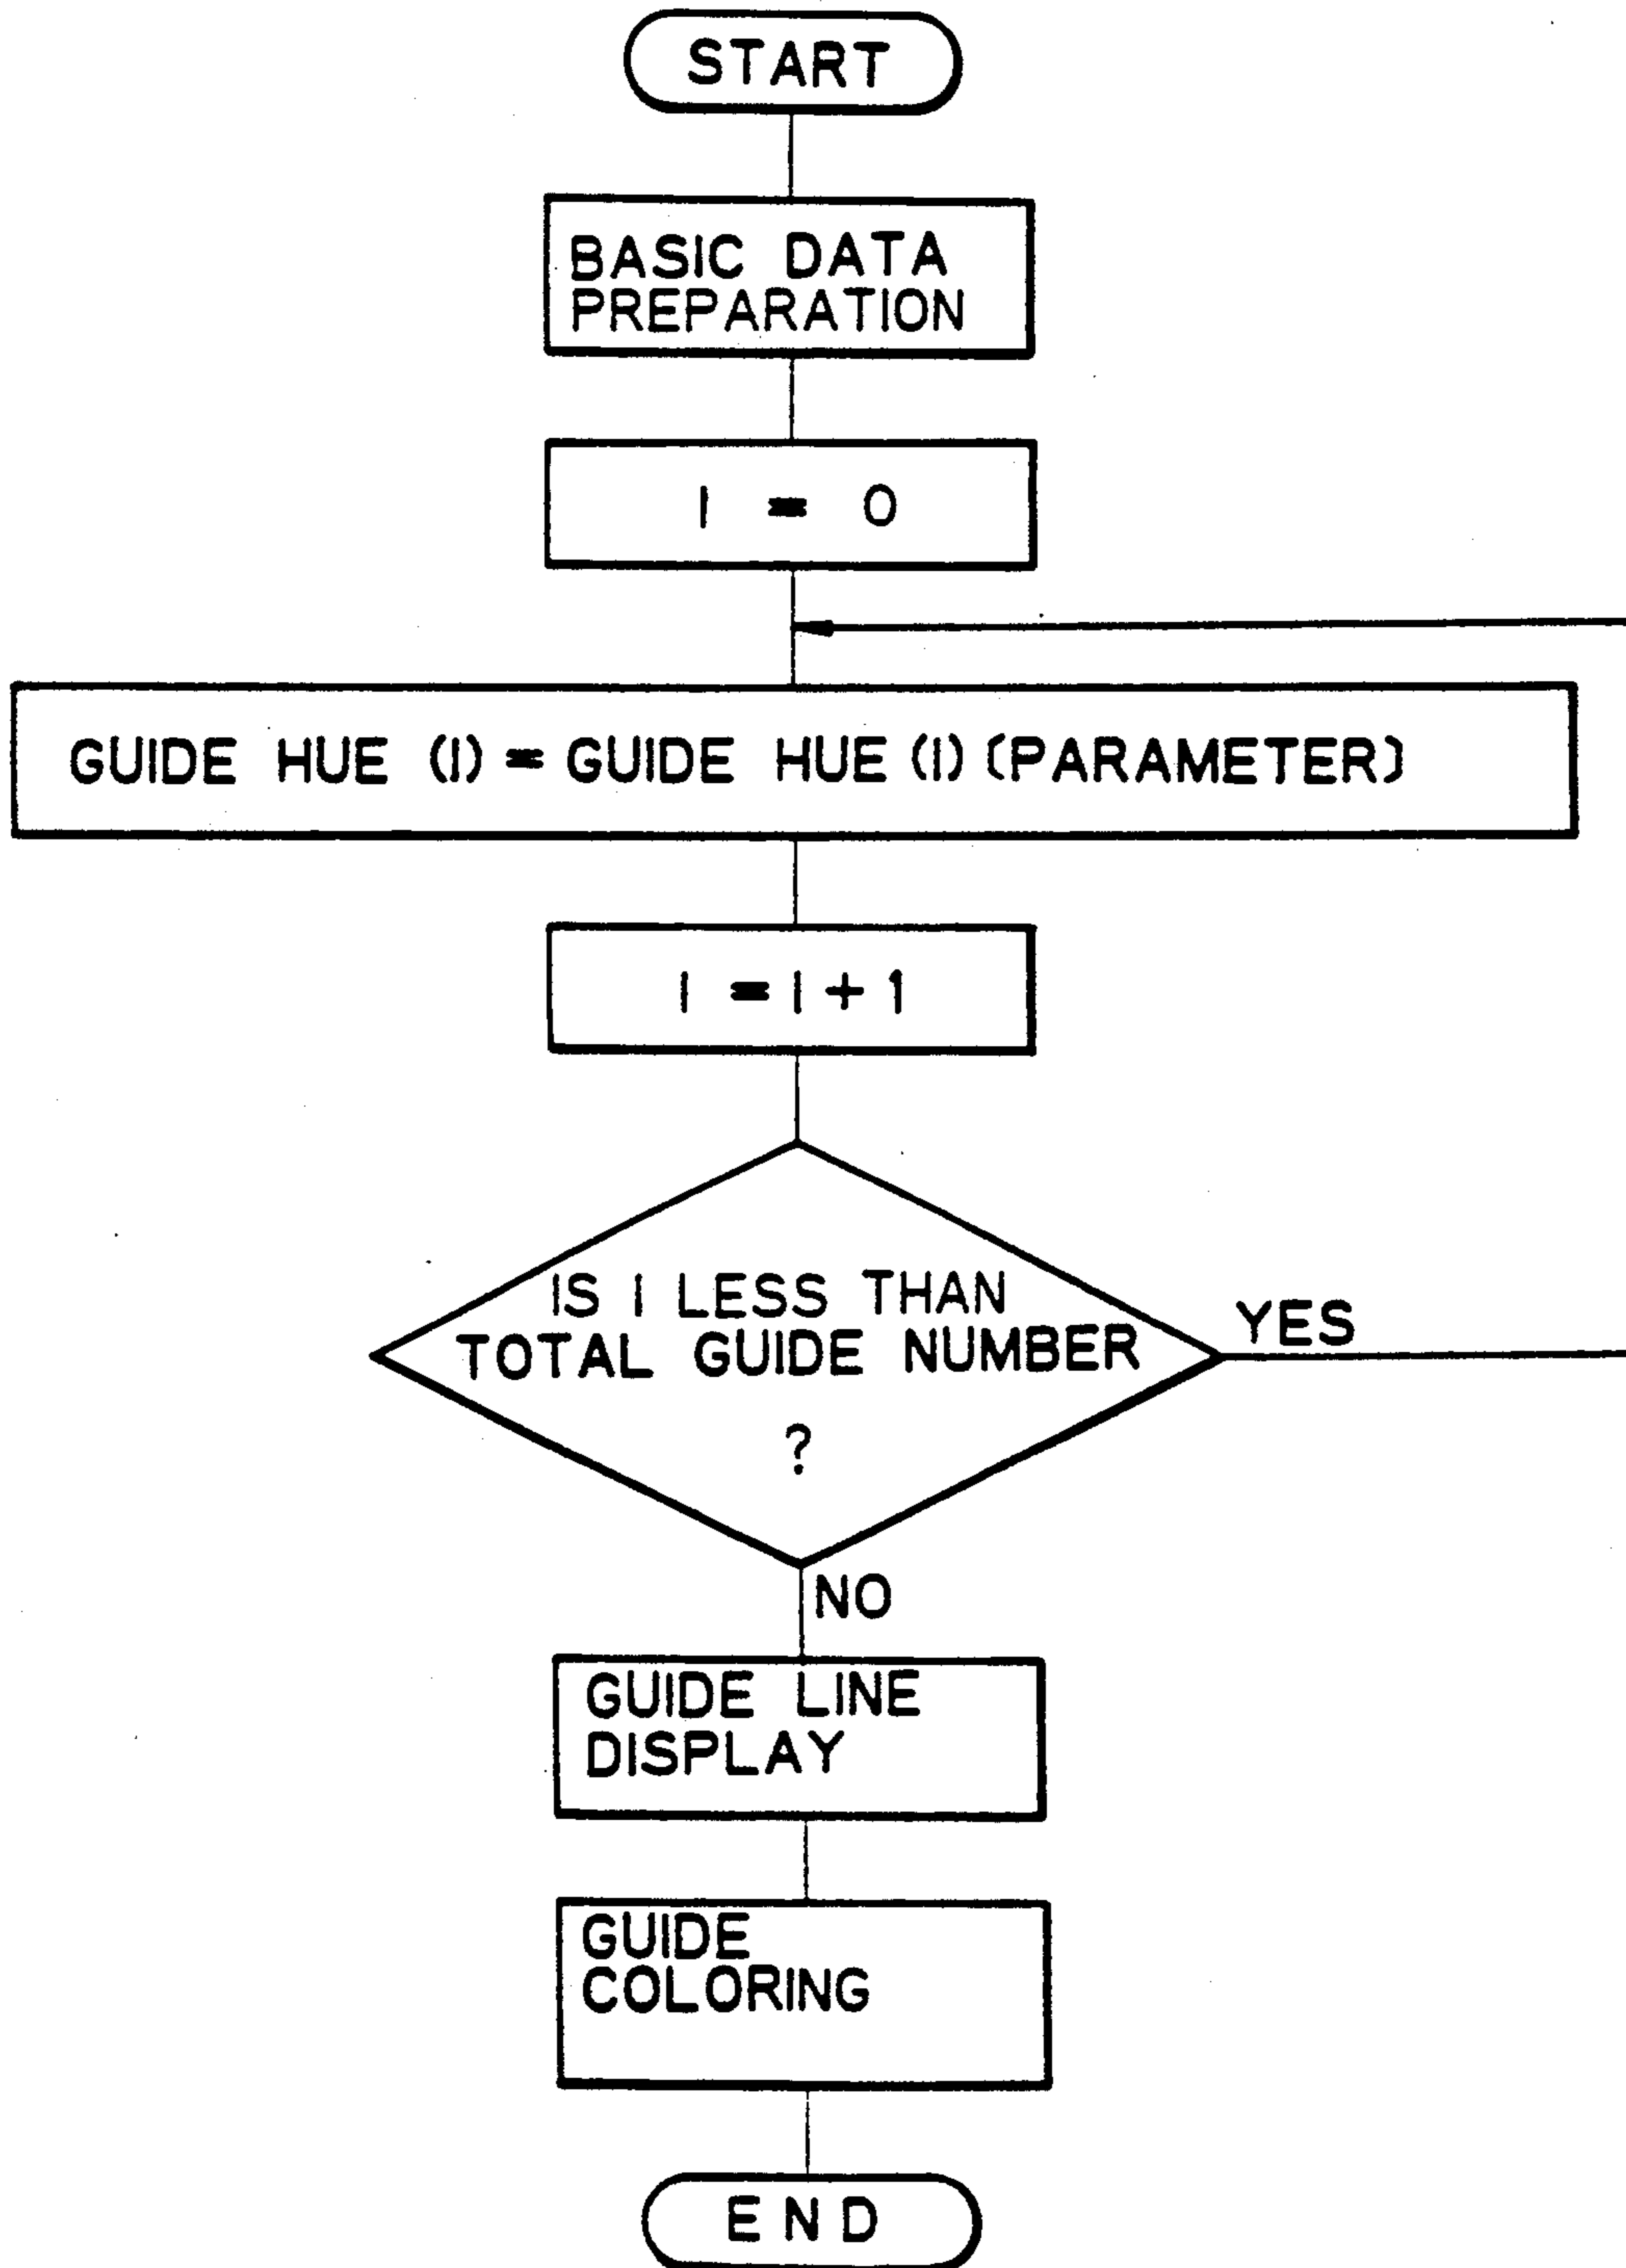 START
BASIC DATA
PREPARATION
I = 0
GUIDE HUE (I) = GUIDE HUE (I) (PARAMETER)
I = I + 1
IS I LESS THAN
TOTAL GUIDE NUMBER
?
YES
NO
GUIDE LINE
DISPLAY
GUIDE
COLORING
END